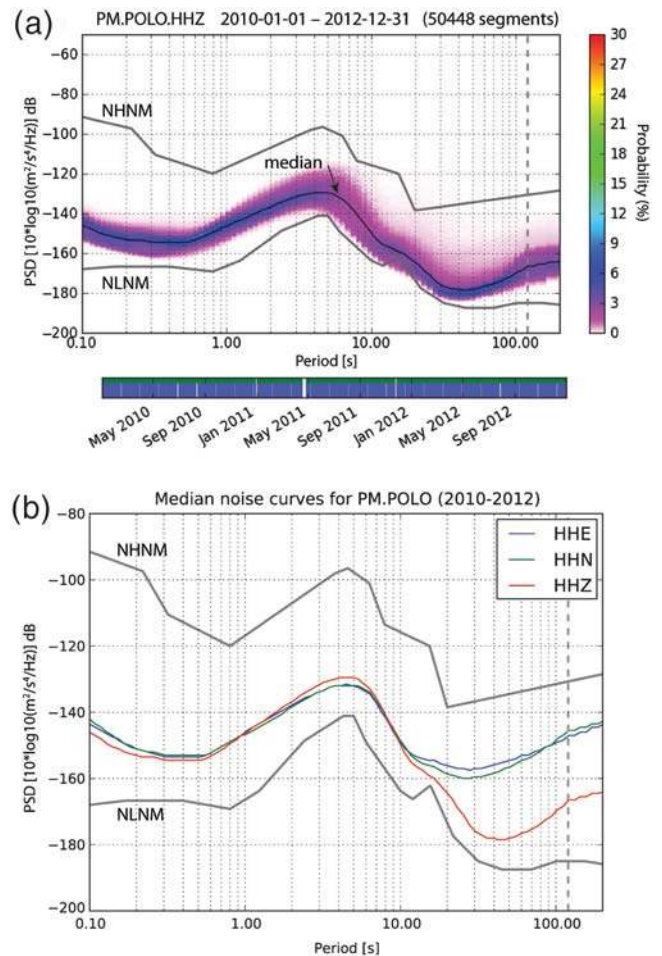 (a)
PM.POLO.HHZ 2010-01-01 – 2012-12-31 (50448 segments)
−60
−80
−100
−120
−140
−160
−180
−200
PSD [10*log10(m²/s⁴/Hz)] dB
NHNM
median
NLNM
0.10
1.00
10.00
100.00
Period [s]
30
27
24
21
18
15
12
9
6
3
0
Probability (%)
May 2010
Sep 2010
Jan 2011
May 2011
Sep 2011
Jan 2012
May 2012
Sep 2012
(b)
Median noise curves for PM.POLO (2010-2012)
−80
−100
−120
−140
−160
−180
−200
PSD [10*log10(m²/s⁴/Hz)] dB
NHNM
NLNM
HHE
HHN
HHZ
0.10
1.00
10.00
100.00
Period [s]